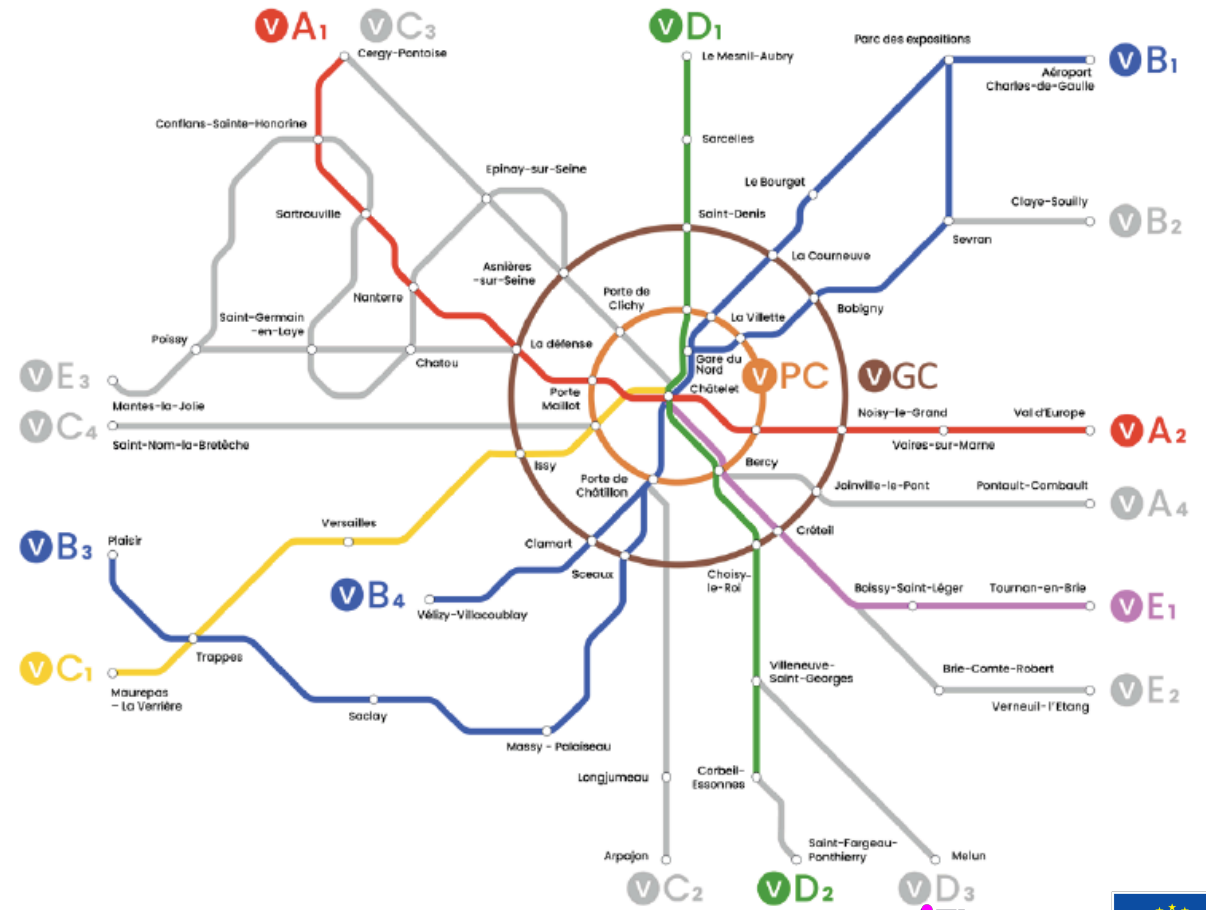 V A1
V C3
V D1
Cergy-Pontoise
Le Mesnil-Aubry
Parc des expositions
V B1
Aéroport
Charles-de-Gaulle
Conflans-Sainte-Honorine
Sarcelles
Epinay-sur-Seine
Le Bourget
Claye-Souilly
V B2
Sartrouville
Saint-Denis
Sevran
Asnières
-sur-Seine
La Courneuve
Nanterre
Porte de
Clichy
Bobigny
Saint-Germain
-en-Laye
La Villette
Poissy
La défense
Chatou
Gare du
Nord
V E3
V PC
V GC
Mantes-la-Jolie
Porte
Maillot
Châtelet
V C4
Saint-Nom-la-Bretêche
Noisy-le-Grand
Val d'Europe
V A2
Vaires-sur-Marne
Issy
Bercy
Porte de
Châtillon
Joinville-le-Pont
Pontault-Combault
V A4
Versailles
Créteil
V B3
Plaisir
Clamart
Sceaux
Choisy-
le-Roi
V B4
Vélizy-Villacoublay
Boissy-Saint-Léger
Tournan-en-Brie
V E1
Trappes
V C1
Maurepas
– La Verrière
Villeneuve-
Saint-Georges
Brie-Comte-Robert
V E2
Verneuil-l'Etang
Saclay
Massy - Palaiseau
Longjumeau
Corbeil-
Essonnes
Arpajon
Saint-Fargeau-
Ponthierry
Melun
V C2
V D2
V D3